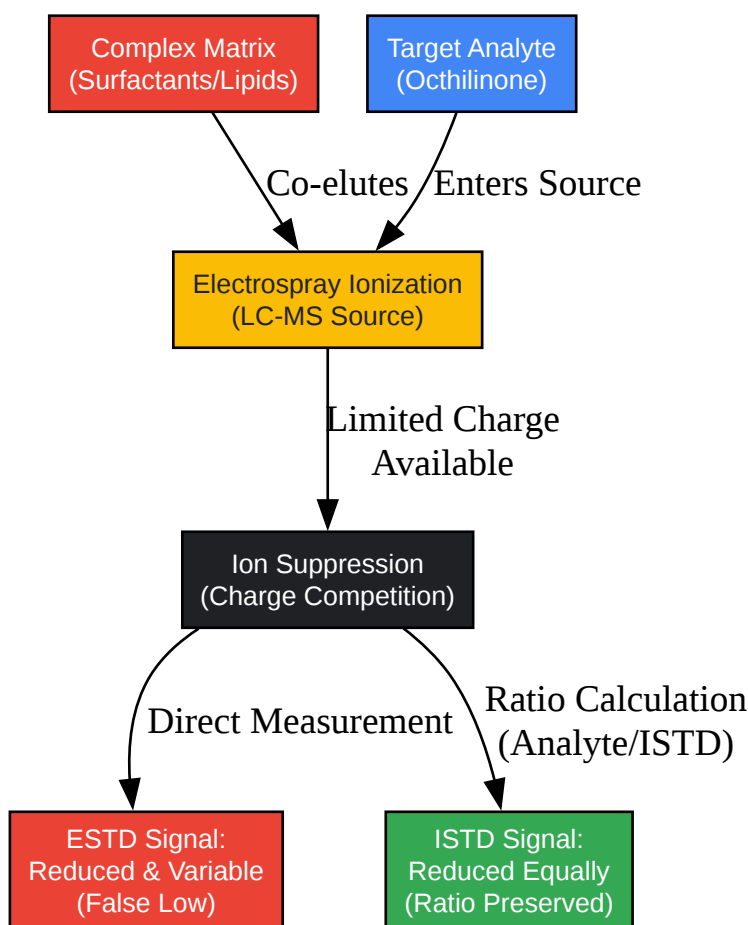 Complex Matrix
(Surfactants/Lipids)
Target Analyte
(Octhilinone)
Co-elutes
Enters Source
Electrospray Ionization
(LC-MS Source)
Limited Charge
Available
Ion Suppression
(Charge Competition)
Direct Measurement
Ratio Calculation
(Analyte/ISTD)
ESTD Signal:
Reduced & Variable
(False Low)
ISTD Signal:
Reduced Equally
(Ratio Preserved)